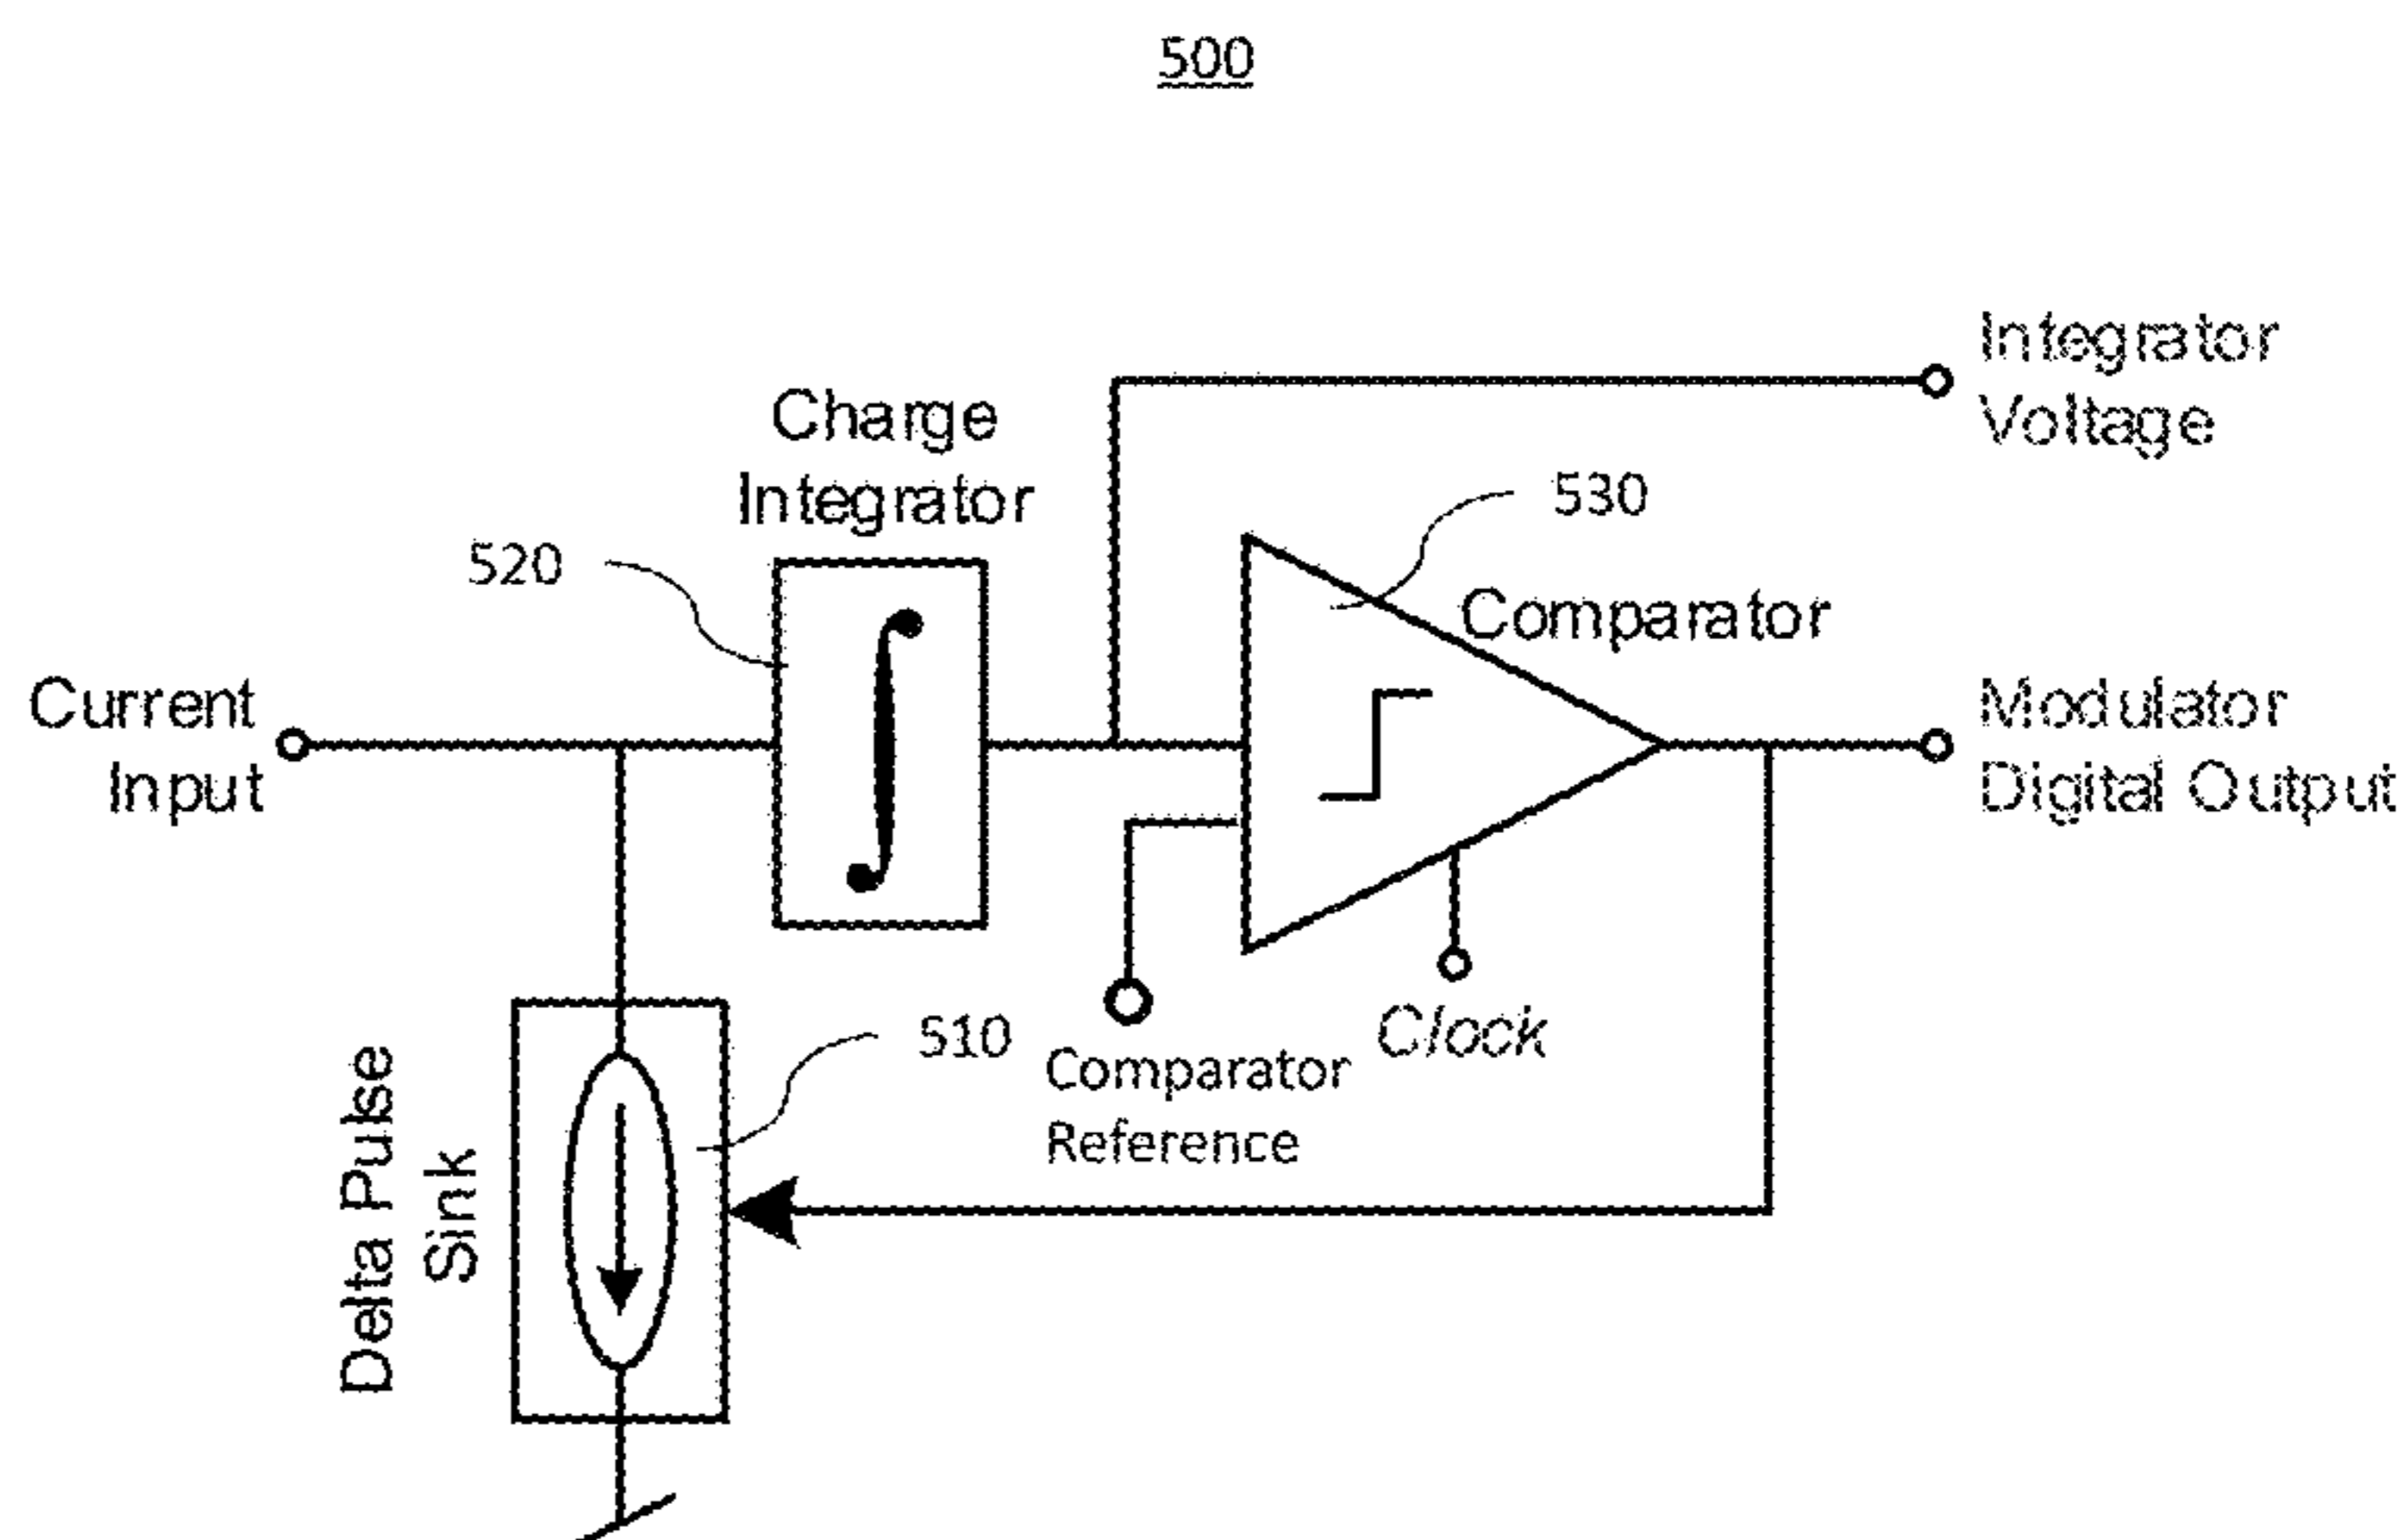 500
Integrator
Voltage
Charge
Integrator
530
520
Comparator
Current
Input
Modulator
Digital Output
510
Clock
Comparator
Reference
Delta Pulse
Sink